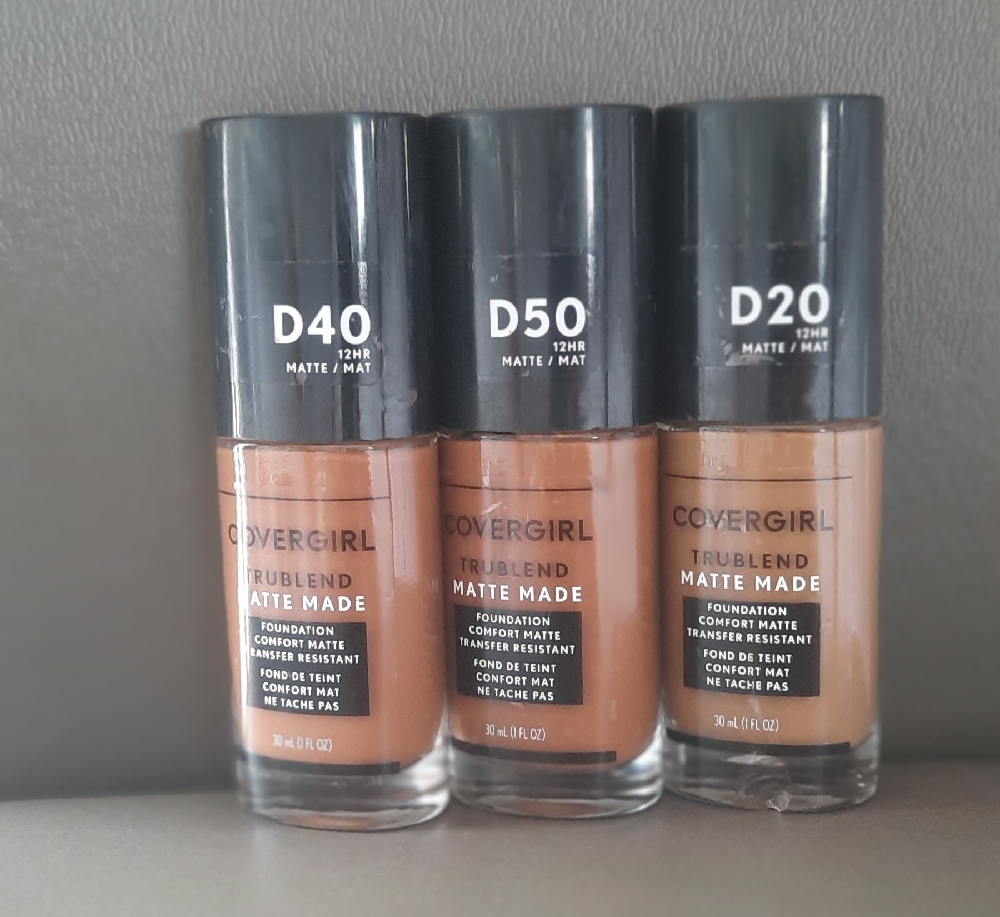 D40
12HR
MATTE / MAT
COVERGIRL
TRUBLEND
MATTE MADE
FOUNDATION
COMFORT MATTE
TRANSFER RESISTANT
FOND DE TEINT
CONFORT MAT
NE TACHE PAS
30 mL (1 FL OZ)
D50
12HR
MATTE / MAT
COVERGIRL
TRUBLEND
MATTE MADE
FOUNDATION
COMFORT MATTE
TRANSFER RESISTANT
FOND DE TEINT
CONFORT MAT
NE TACHE PAS
30 mL (1 FL OZ)
D20
12HR
MATTE / MAT
COVERGIRL
TRUBLEND
MATTE MADE
FOUNDATION
COMFORT MATTE
TRANSFER RESISTANT
FOND DE TEINT
CONFORT MAT
NE TACHE PAS
30 mL (1 FL OZ)